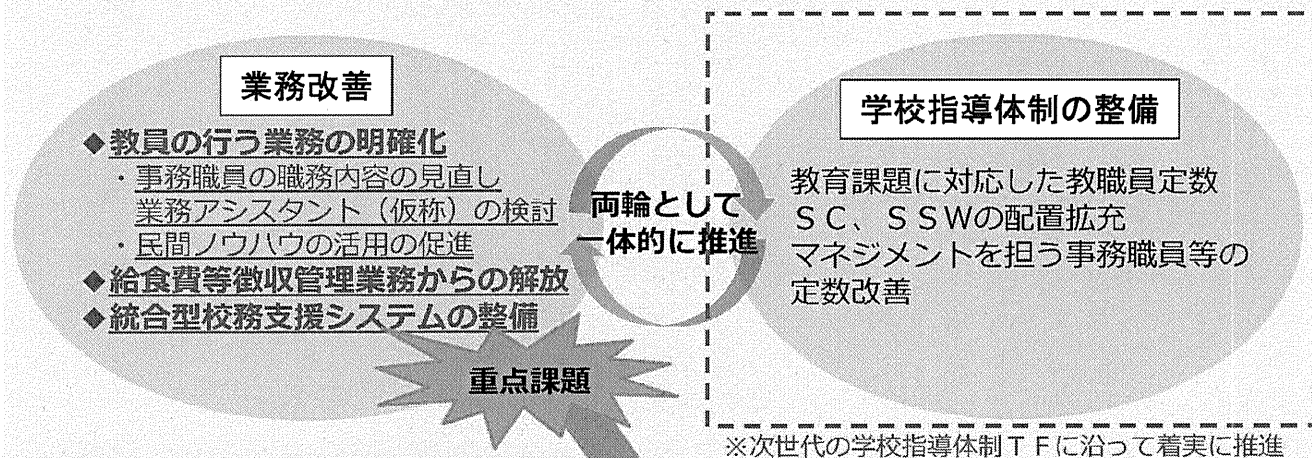 業務改善
◆教員の行う業務の明確化
・事務職員の職務内容の見直し
業務アシスタント（仮称）の検討
・民間ノウハウの活用の促進
◆給食費等徴収管理業務からの解放
◆統合型校務支援システムの整備
重点課題
両輪として
一体的に推進
学校指導体制の整備
教育課題に対応した教職員定数
ＳＣ、ＳＳＷの配置拡充
マネジメントを担う事務職員等の
定数改善
※次世代の学校指導体制ＴＦに沿って着実に推進